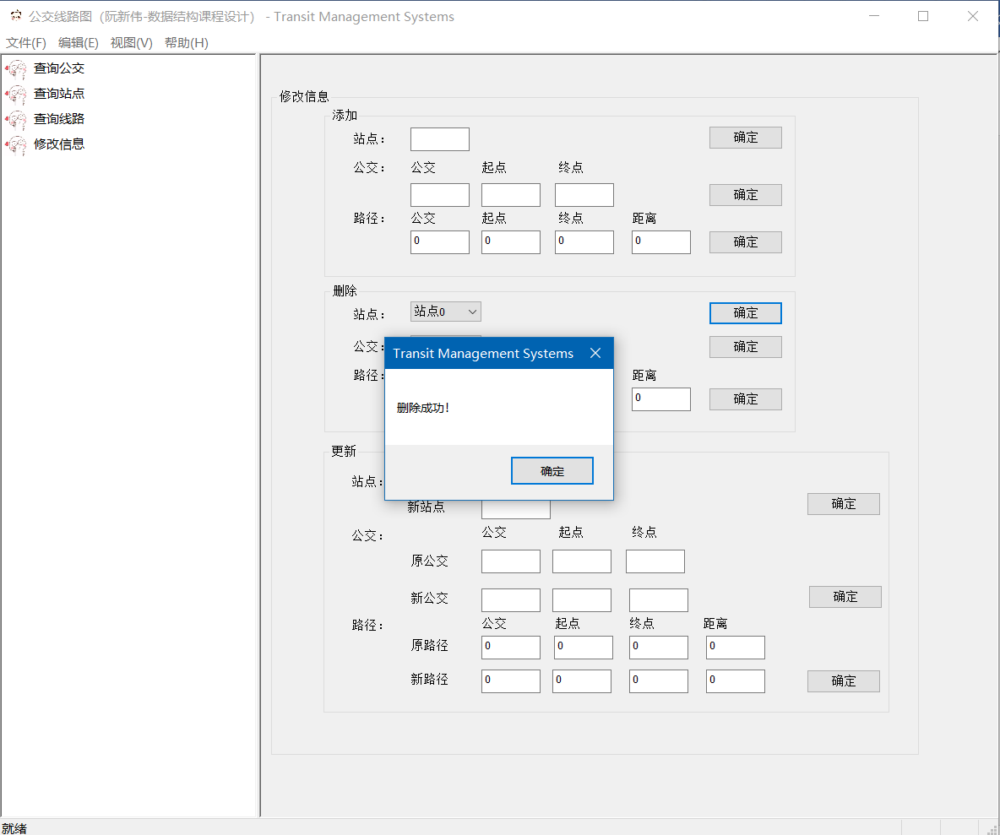 公交线路图（阮新伟-数据结构课程设计） - Transit Management Systems
文件(F) 编辑(E) 视图(V) 帮助(H)
查询公交
查询站点
查询线路
修改信息
修改信息
添加
站点： 确定
公交： 公交 起点 终点
确定
路径： 公交 起点 终点 距离
0 0 0 0 确定
删除
站点： 站点0 确定
公交： 确定
Transit Management Systems
路径： 距离
0 确定
删除成功!
确定
更新
站点：
新站点 确定
公交： 公交 起点 终点
原公交
新公交 确定
路径： 公交 起点 终点 距离
原路径 0 0 0 0
新路径 0 0 0 0 确定
就绪